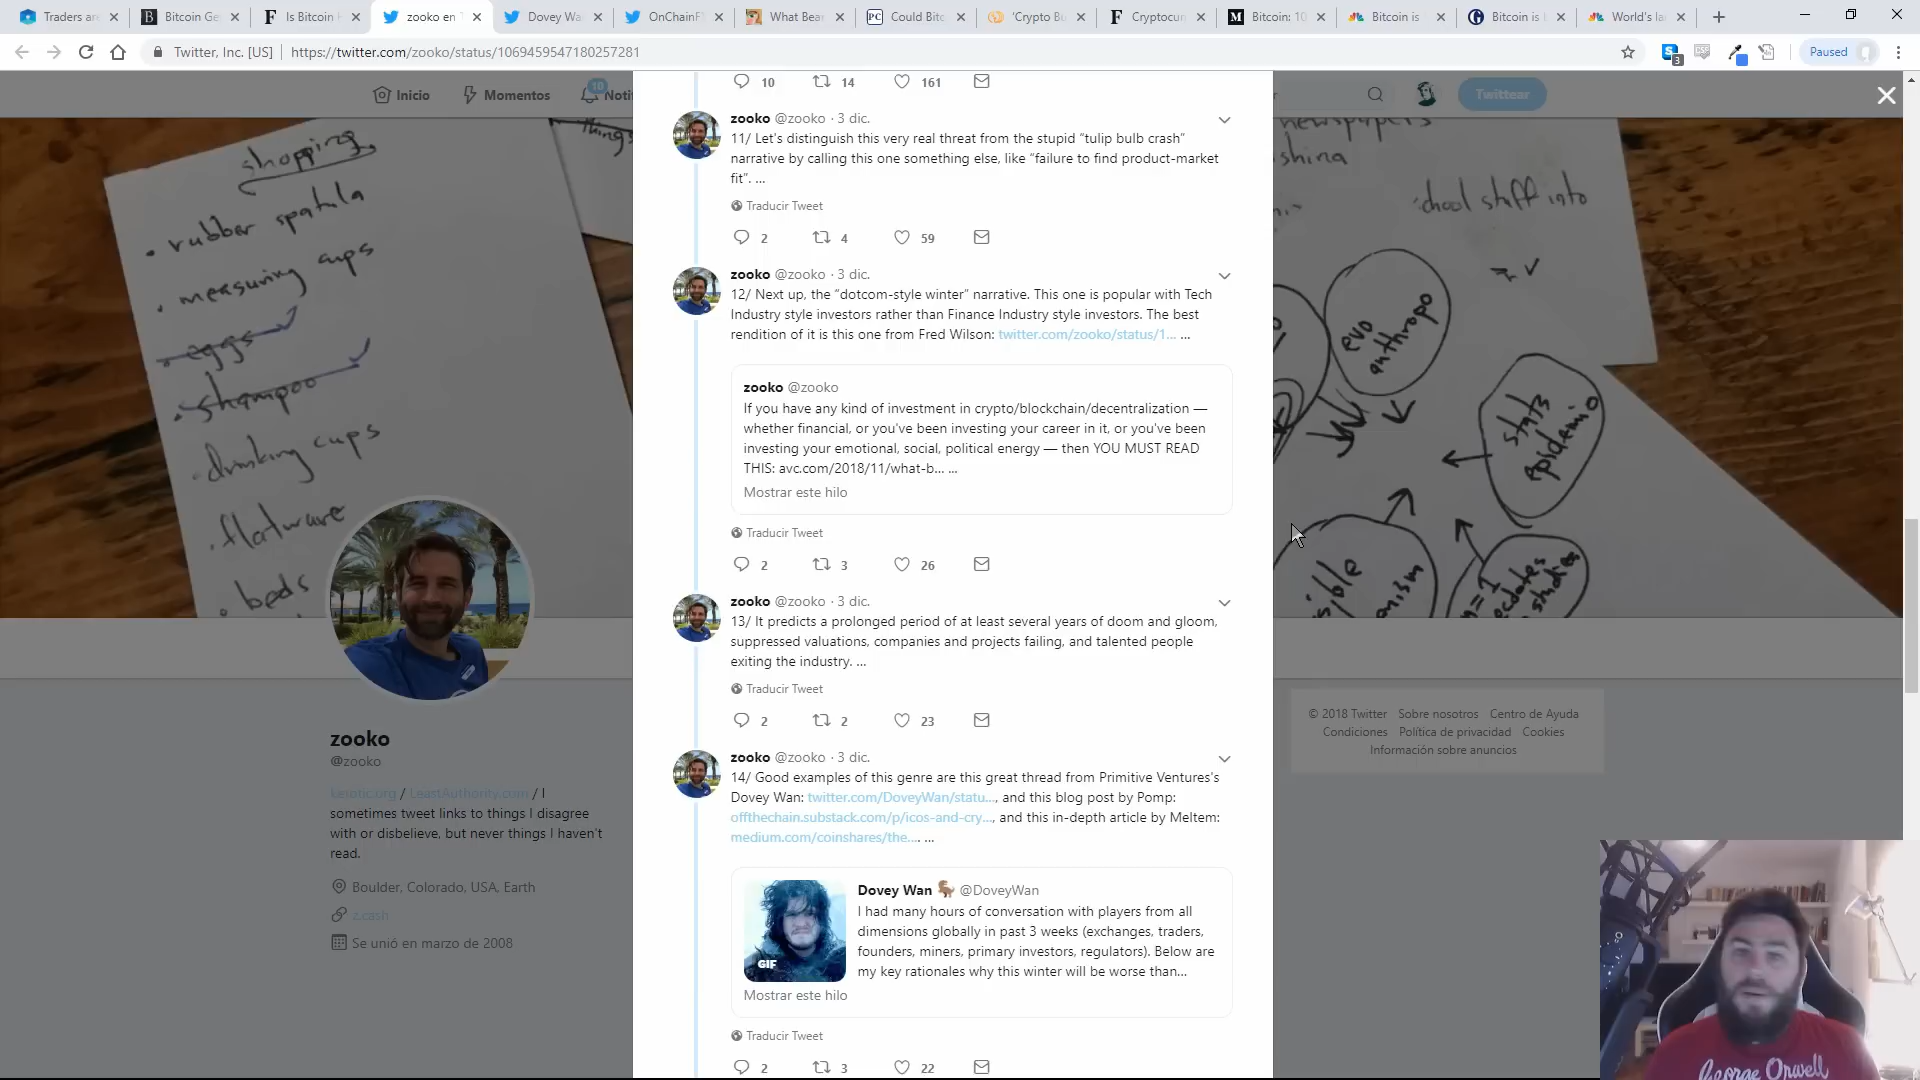 Traders are
Bitcoin Ge
Is Bitcoin
zooko en T
Dovey Wa
OnChainF
What Bea
Could Bitc
'Crypto Bu
Cryptocur
Bitcoin: 10
Bitcoin is
Bitcoin is
World's la
Twitter, Inc. [US]
https://twitter.com/zooko/status/1069459547180257281
3
Paused
Inicio
Momentos
10
Noti
Twittear
10 14 161
zooko @zooko · 3 dic.
11/ Let's distinguish this very real threat from the stupid "tulip bulb crash"
narrative by calling this one something else, like "failure to find product-market
fit". ...
Traducir Tweet
2 4 59
zooko @zooko · 3 dic.
12/ Next up, the "dotcom-style winter" narrative. This one is popular with Tech
Industry style investors rather than Finance Industry style investors. The best
rendition of it is this one from Fred Wilson: twitter.com/zooko/status/1... ...
zooko @zooko
If you have any kind of investment in crypto/blockchain/decentralization —
whether financial, or you've been investing your career in it, or you've been
investing your emotional, social, political energy — then YOU MUST READ
THIS: avc.com/2018/11/what-b... ...
Mostrar este hilo
Traducir Tweet
2 3 26
zooko @zooko · 3 dic.
13/ It predicts a prolonged period of at least several years of doom and gloom,
suppressed valuations, companies and projects failing, and talented people
exiting the industry. ...
Traducir Tweet
2 2 23
zooko @zooko · 3 dic.
14/ Good examples of this genre are this great thread from Primitive Ventures's
Dovey Wan: twitter.com/DoveyWan/statu..., and this blog post by Pomp:
offthechain.substack.com/p/icos-and-cry..., and this in-depth article by Meltem:
medium.com/coinshares/the.... ...
GIF
Dovey Wan @DoveyWan
I had many hours of conversation with players from all
dimensions globally in past 3 weeks (exchanges, traders,
founders, miners, primary investors, regulators). Below are
my key rationales why this winter will be worse than...
Mostrar este hilo
Traducir Tweet
2 3 22
shopping
• rubber spatula
• measuring cups
• eggs
• shampoo
• drinking cups
• flatware
• beds
things
newspapers
school stuff into
evo
anthropo
stats
epidemio
studies
zooko
@zooko
LeastAuthority.com / I
sometimes tweet links to things I disagree
with or disbelieve, but never things I haven't
read.
Boulder, Colorado, USA, Earth
z.cash
Se unió en marzo de 2008
© 2018 Twitter Sobre nosotros Centro de Ayuda
Condiciones Política de privacidad Cookies
Información sobre anuncios
George Orwell